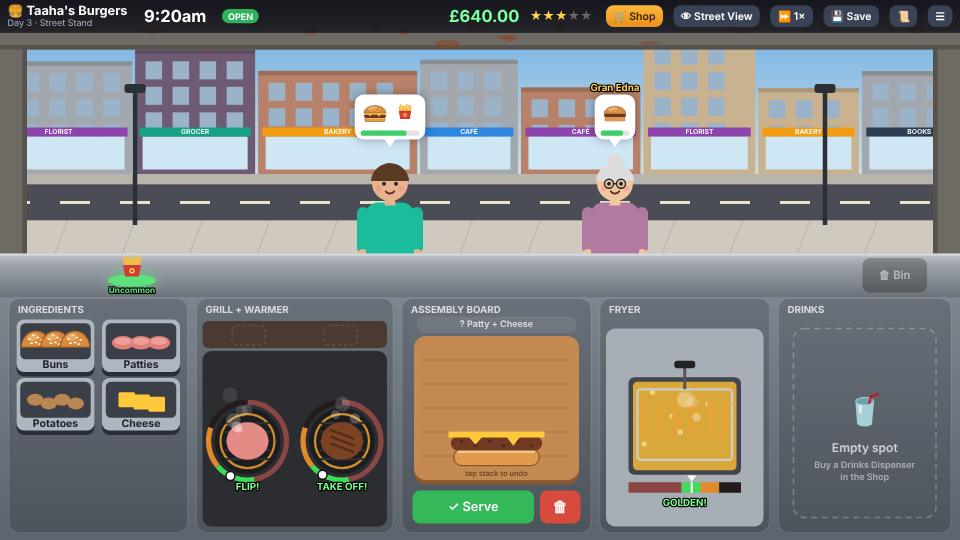 Taaha's Burgers
Day 3 · Street Stand
9:20am
OPEN
£640.00
Shop
Street View
1×
Save
Gran Edna
FLORIST
GROCER
BAKERY
CAFÉ
CAFÉ
FLORIST
BAKERY
BOOKS
Uncommon
Bin
INGREDIENTS
Buns
Patties
Potatoes
Cheese
GRILL + WARMER
FLIP!
TAKE OFF!
ASSEMBLY BOARD
? Patty + Cheese
tap stack to undo
✓ Serve
FRYER
GOLDEN!
DRINKS
Empty spot
Buy a Drinks Dispenser
in the Shop